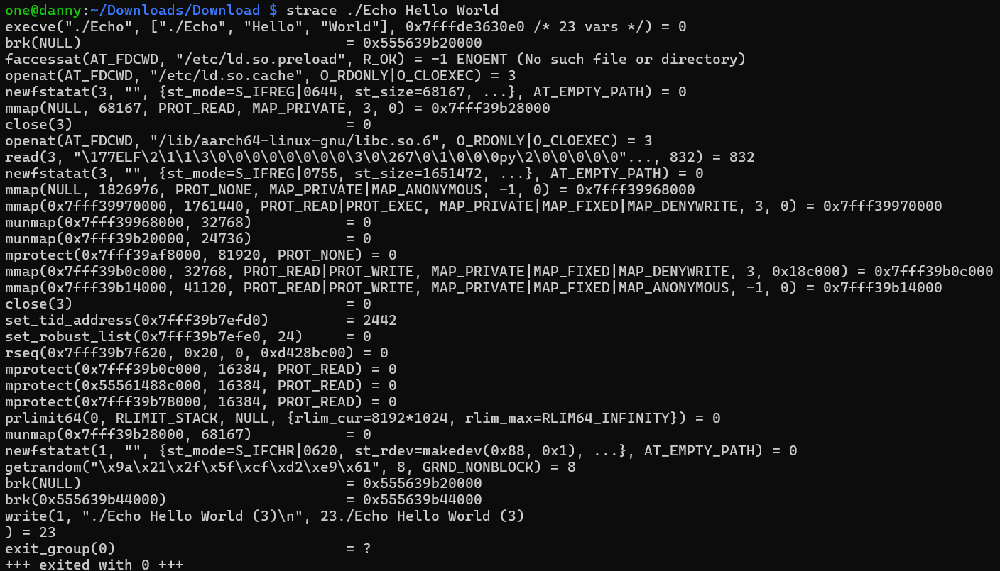 one@danny:~/Downloads/Download $ strace ./Echo Hello World
execve("./Echo", ["./Echo", "Hello", "World"], 0x7fffde3630e0 /* 23 vars */) = 0
brk(NULL)                               = 0x555639b20000
faccessat(AT_FDCWD, "/etc/ld.so.preload", R_OK) = -1 ENOENT (No such file or directory)
openat(AT_FDCWD, "/etc/ld.so.cache", O_RDONLY|O_CLOEXEC) = 3
newfstatat(3, "", {st_mode=S_IFREG|0644, st_size=68167, ...}, AT_EMPTY_PATH) = 0
mmap(NULL, 68167, PROT_READ, MAP_PRIVATE, 3, 0) = 0x7fff39b28000
close(3)                                = 0
openat(AT_FDCWD, "/lib/aarch64-linux-gnu/libc.so.6", O_RDONLY|O_CLOEXEC) = 3
read(3, "\177ELF\2\1\1\3\0\0\0\0\0\0\0\0\3\0\267\0\1\0\0\0py\2\0\0\0\0\0"..., 832) = 832
newfstatat(3, "", {st_mode=S_IFREG|0755, st_size=1651472, ...}, AT_EMPTY_PATH) = 0
mmap(NULL, 1826976, PROT_NONE, MAP_PRIVATE|MAP_ANONYMOUS, -1, 0) = 0x7fff39968000
mmap(0x7fff39970000, 1761440, PROT_READ|PROT_EXEC, MAP_PRIVATE|MAP_FIXED|MAP_DENYWRITE, 3, 0) = 0x7fff39970000
munmap(0x7fff39968000, 32768)           = 0
munmap(0x7fff39b20000, 24736)           = 0
mprotect(0x7fff39af8000, 81920, PROT_NONE) = 0
mmap(0x7fff39b0c000, 32768, PROT_READ|PROT_WRITE, MAP_PRIVATE|MAP_FIXED|MAP_DENYWRITE, 3, 0x18c000) = 0x7fff39b0c000
mmap(0x7fff39b14000, 41120, PROT_READ|PROT_WRITE, MAP_PRIVATE|MAP_FIXED|MAP_ANONYMOUS, -1, 0) = 0x7fff39b14000
close(3)                                = 0
set_tid_address(0x7fff39b7efd0)         = 2442
set_robust_list(0x7fff39b7efe0, 24)     = 0
rseq(0x7fff39b7f620, 0x20, 0, 0xd428bc00) = 0
mprotect(0x7fff39b0c000, 16384, PROT_READ) = 0
mprotect(0x55561488c000, 16384, PROT_READ) = 0
mprotect(0x7fff39b78000, 16384, PROT_READ) = 0
prlimit64(0, RLIMIT_STACK, NULL, {rlim_cur=8192*1024, rlim_max=RLIM64_INFINITY}) = 0
munmap(0x7fff39b28000, 68167)           = 0
newfstatat(1, "", {st_mode=S_IFCHR|0620, st_rdev=makedev(0x88, 0x1), ...}, AT_EMPTY_PATH) = 0
getrandom("\x9a\x21\x2f\x5f\xcf\xd2\xe9\x61", 8, GRND_NONBLOCK) = 8
brk(NULL)                               = 0x555639b20000
brk(0x555639b44000)                     = 0x555639b44000
write(1, "./Echo Hello World (3)\n", 23./Echo Hello World (3)
) = 23
exit_group(0)                           = ?
+++ exited with 0 +++